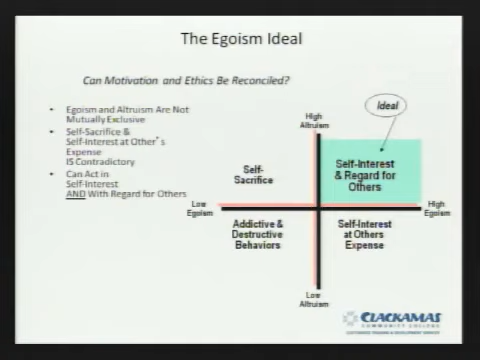 The Egoism Ideal
Can Motivation and Ethics Be Reconciled?
Ideal
• Egoism and Altruism Are Not
Mutually Exclusive
• Self-Sacrifice &
Self-Interest at Other's
Expense
IS Contradictory
• Can Act in
Self-Interest
AND With Regard for Others
High
Altruism
Self-
Sacrifice
Self-Interest
& Regard for
Others
Low
Egoism
High
Egoism
Addictive &
Destructive
Behaviors
Self-Interest
at Others
Expense
Low
Altruism
CLACKAMAS
COMMUNITY COLLEGE